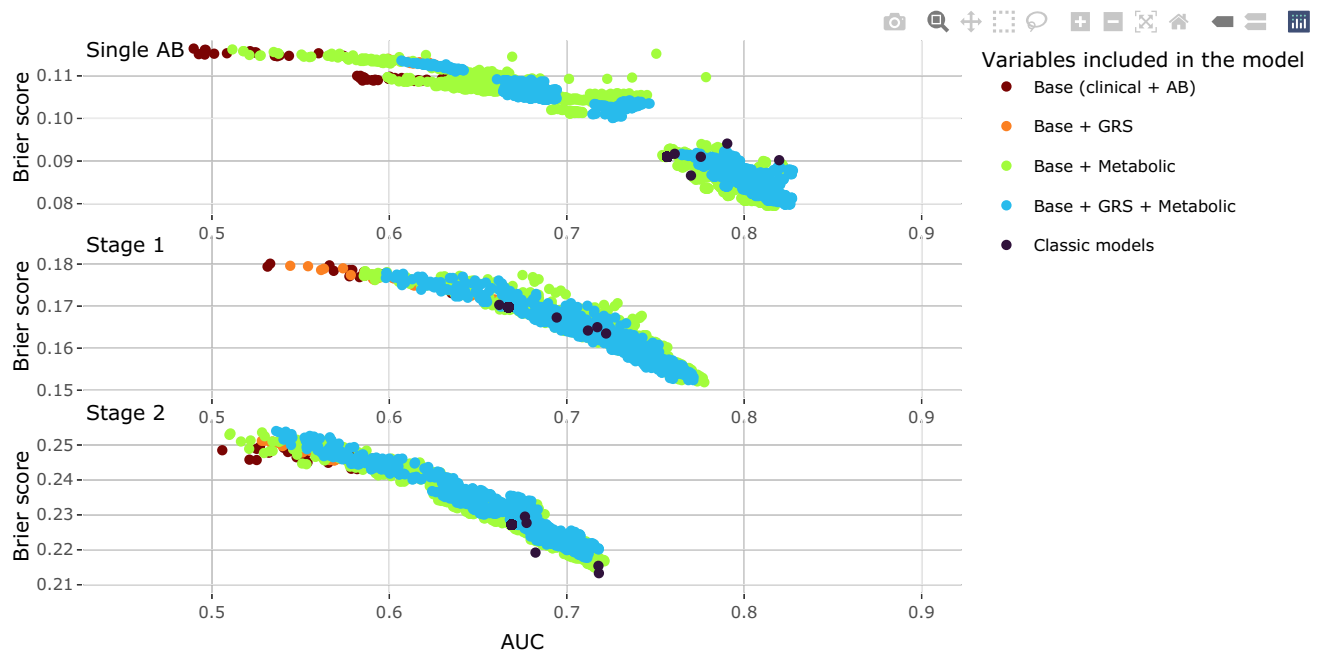 Single AB
Brier score
0.11
0.10
0.09
0.08
0.5
0.6
0.7
0.8
0.9
Stage 1
Brier score
0.18
0.17
0.16
0.15
0.5
0.6
0.7
0.8
0.9
Stage 2
Brier score
0.25
0.24
0.23
0.22
0.21
0.5
0.6
0.7
0.8
0.9
AUC
Variables included in the model
Base (clinical + AB)
Base + GRS
Base + Metabolic
Base + GRS + Metabolic
Classic models